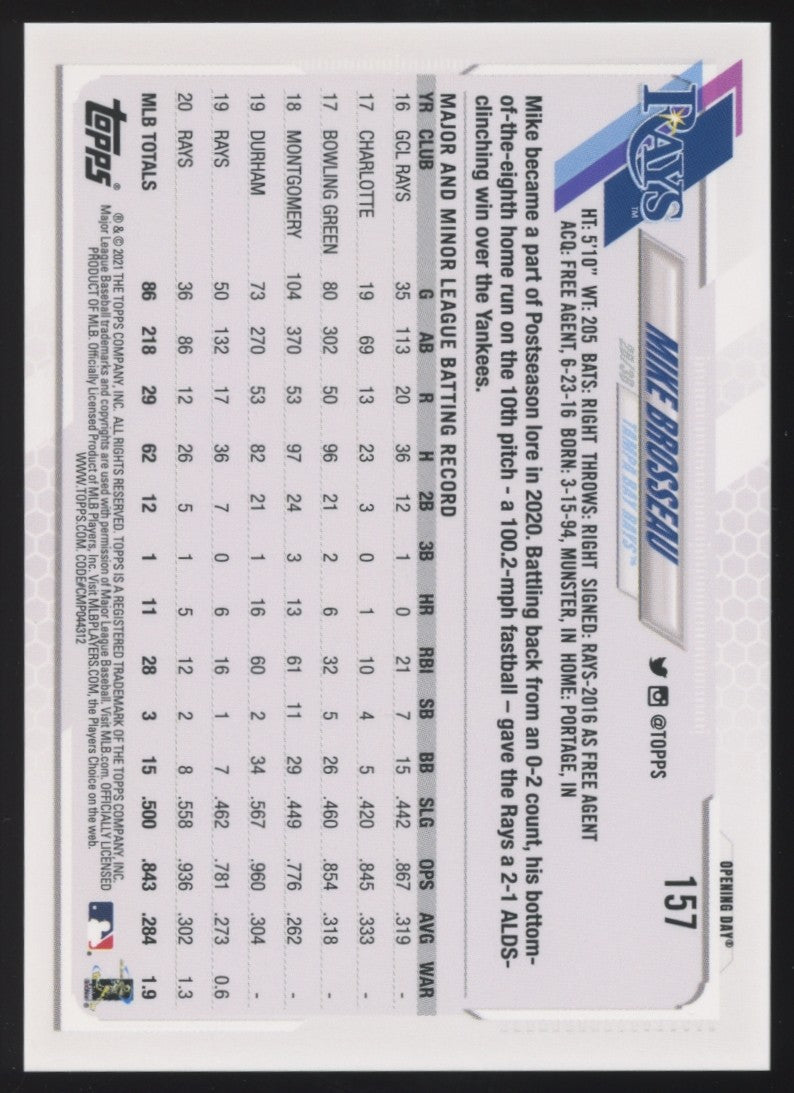 OPENING DAY®
157
RAYS™
MIKE BROSSEAU
2B/3B TAMPA BAY RAYS™
@TOPPS
HT: 5'10" WT: 205 BATS: RIGHT THROWS: RIGHT SIGNED: RAYS-2016 AS FREE AGENT
ACQ: FREE AGENT, 6-23-16 BORN: 3-15-94, MUNSTER, IN HOME: PORTAGE, IN
Mike became a part of Postseason lore in 2020. Battling back from an 0-2 count, his bottom-
of-the-eighth home run on the 10th pitch - a 100.2-mph fastball – gave the Rays a 2-1 ALDS-
clinching win over the Yankees.
MAJOR AND MINOR LEAGUE BATTING RECORD
YR CLUB G AB R H 2B 3B HR RBI SB BB SLG OPS AVG WAR
16 GCL RAYS 35 113 20 36 12 1 0 21 7 15 .442 .867 .319 -
17 CHARLOTTE 19 69 13 23 3 0 1 10 4 5 .420 .845 .333 -
17 BOWLING GREEN 80 302 50 96 21 2 6 32 5 26 .460 .854 .318 -
18 MONTGOMERY 104 370 53 97 24 3 13 61 11 29 .449 .776 .262 -
19 DURHAM 73 270 53 82 21 1 16 60 2 34 .567 .960 .304 -
19 RAYS 50 132 17 36 7 0 6 16 1 7 .462 .781 .273 0.6
20 RAYS 36 86 12 26 5 1 5 12 2 8 .558 .936 .302 1.3
MLB TOTALS 86 218 29 62 12 1 11 28 3 15 .500 .843 .284 1.9
topps®
® & © 2021 THE TOPPS COMPANY, INC. ALL RIGHTS RESERVED. TOPPS IS A REGISTERED TRADEMARK OF THE TOPPS COMPANY, INC.
Major League Baseball trademarks and copyrights are used with permission of Major League Baseball. Visit MLB.com. OFFICIALLY LICENSED
PRODUCT OF MLB. Officially Licensed Product of MLB Players, Inc. Visit MLBPLAYERS.COM, the Players Choice on the web.
WWW.TOPPS.COM. CODE#CMP044312